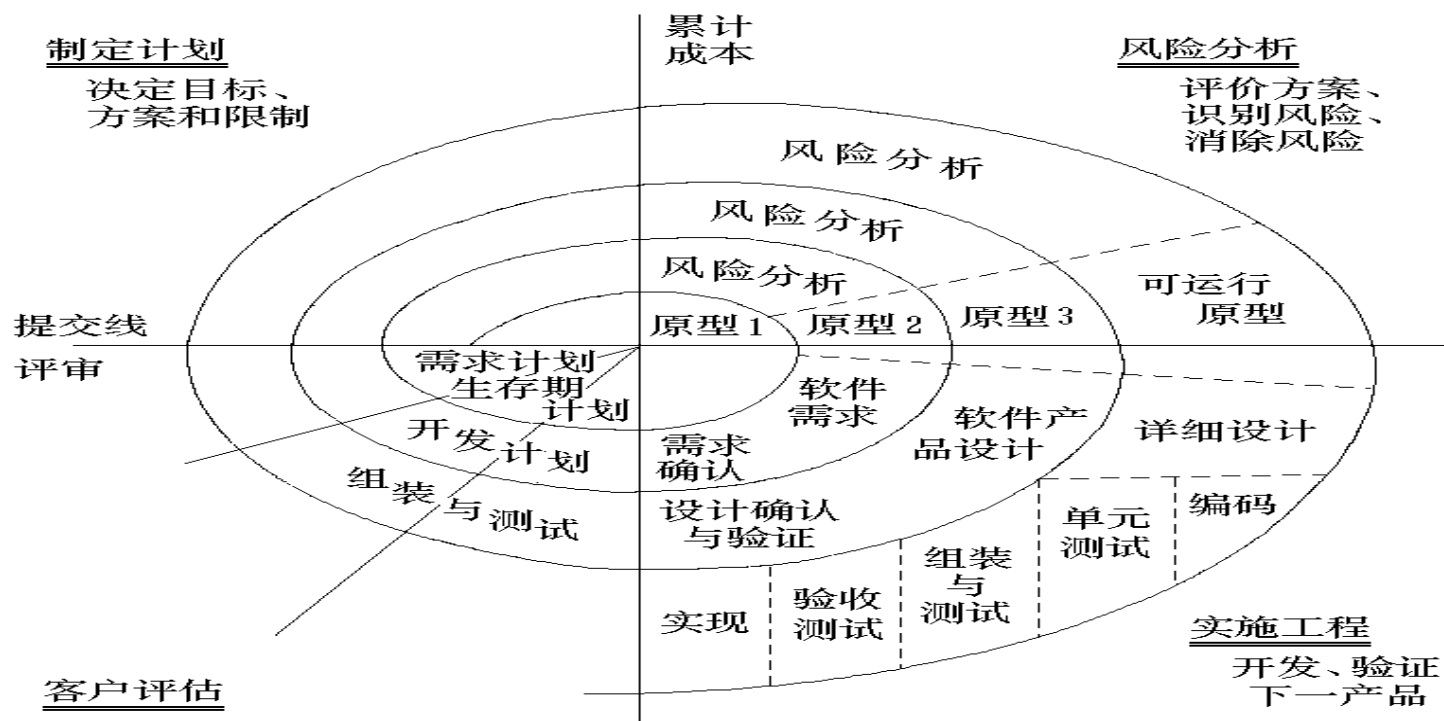 累计
成本
制定计划
决定目标、
方案和限制
风险分析
评价方案、
识别风险、
消除风险
风险分析
风险分析
风险分析
可运行
原型
原型1
原型2
原型3
提交线
评审
需求计划
生存期
计划
软件
需求
软件产
品设计
详细设计
开发计划
需求
确认
组装与测试
设计确认
与验证
编码
单元
测试
组装
与
测试
验收
测试
实现
实施工程
开发、验证
下一产品
客户评估